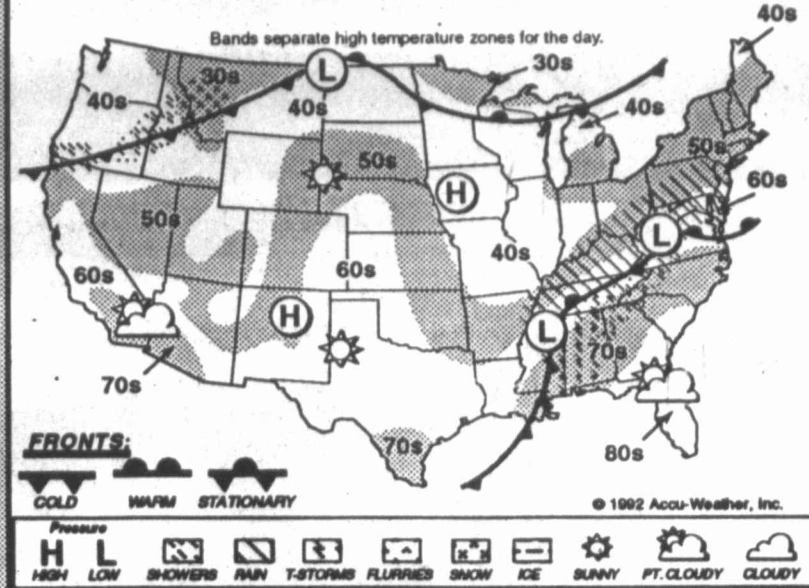 Bands separate high temperature zones for the day.
40s
L
30s
30s
40s
40s
40s
50s
50s
H
60s
50s
L
40s
60s
60s
H
L
70s
70s
70s
80s
FRONTS:
COLD WARM STATIONARY
© 1992 Accu-Weather, Inc.
Pressure
H L
HIGH LOW SHOWERS RAIN T-STORMS FLURRIES SNOW ICE SUNNY PT. CLOUDY CLOUDY